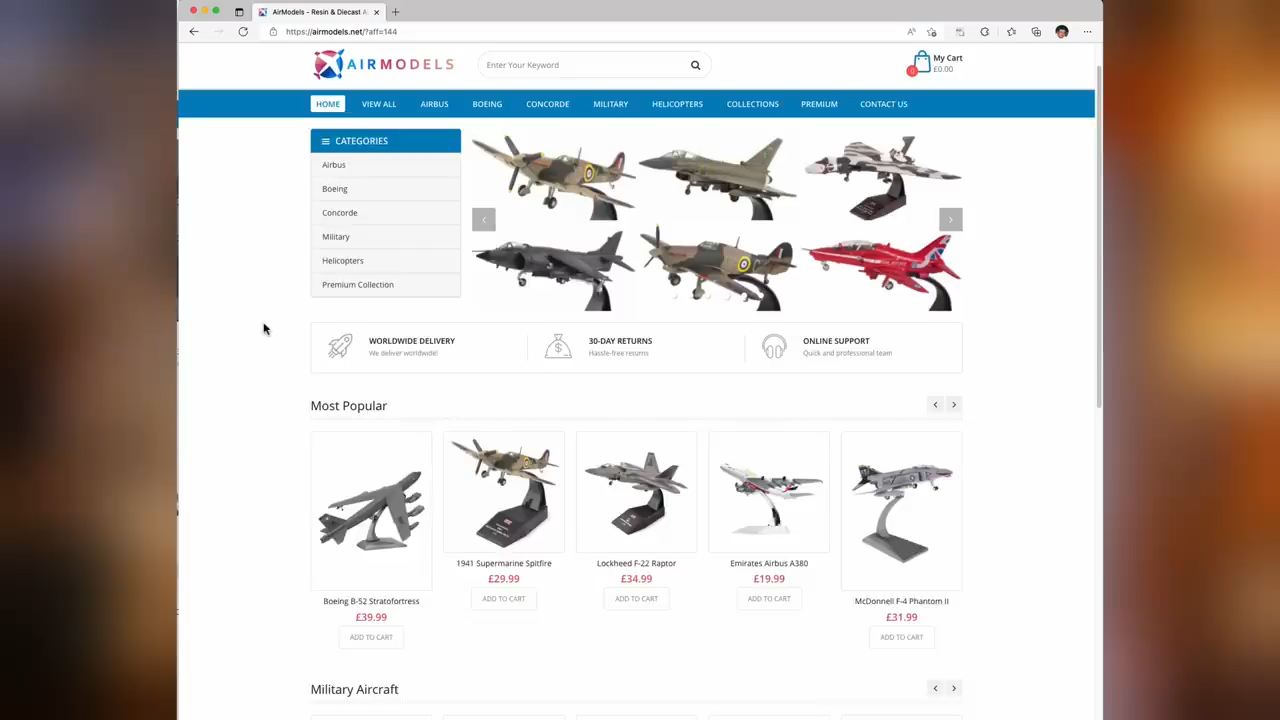 AirModels - Resin & Diecast A
https://airmodels.net/?aff=144
AIRMODELS
Enter Your Keyword
My Cart
0
£0.00
HOME
VIEW ALL
AIRBUS
BOEING
CONCORDE
MILITARY
HELICOPTERS
COLLECTIONS
PREMIUM
CONTACT US
CATEGORIES
Airbus
Boeing
Concorde
Military
Helicopters
Premium Collection
WORLDWIDE DELIVERY
We deliver worldwide!
30-DAY RETURNS
Hassle-free returns
ONLINE SUPPORT
Quick and professional team
Most Popular
Boeing B-52 Stratofortress
£39.99
ADD TO CART
1941 Supermarine Spitfire
£29.99
ADD TO CART
Lockheed F-22 Raptor
£34.99
ADD TO CART
Emirates Airbus A380
£19.99
ADD TO CART
McDonnell F-4 Phantom II
£31.99
ADD TO CART
Military Aircraft